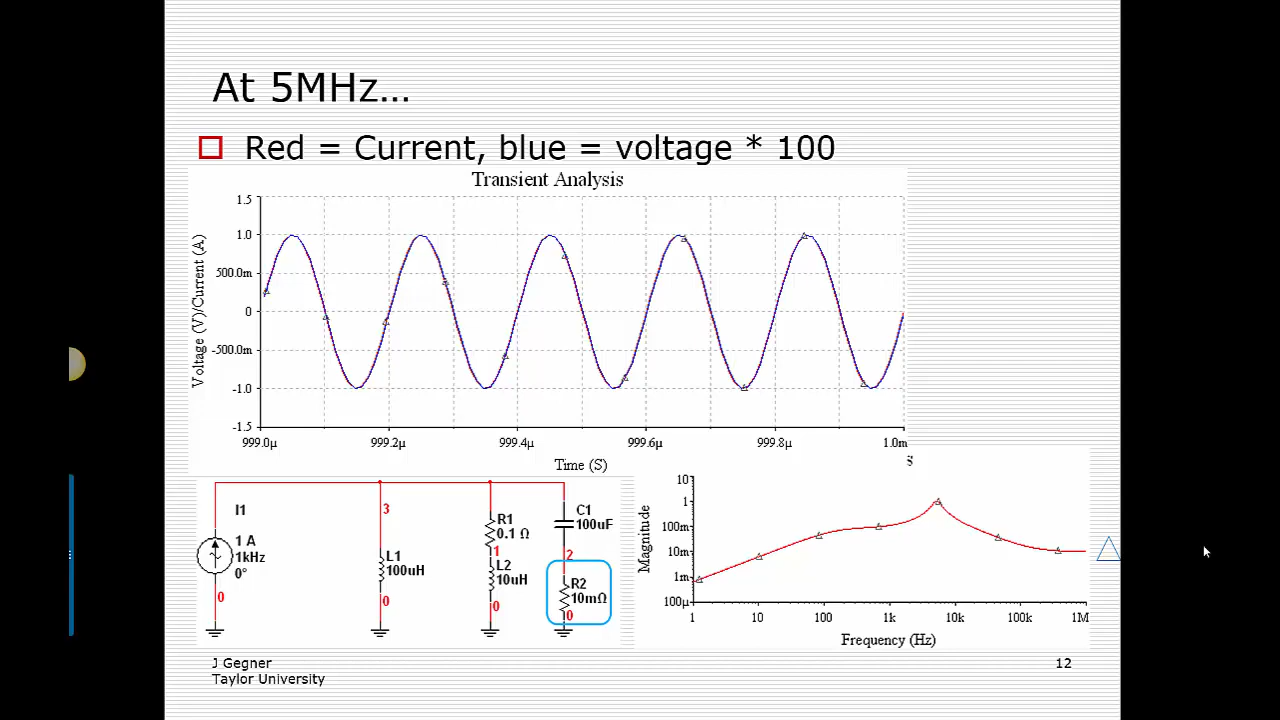 At 5MHz...
Red = Current, blue = voltage * 100
Transient Analysis
Voltage (V)/Current (A)
1.5
1.0
500.0m
0
-500.0m
-1.0
-1.5
999.0µ
999.2µ
999.4µ
999.6µ
999.8µ
1.0m
Time (S)
S
I1
1 A
1kHz
0°
0
3
L1
100uH
0
R1
0.1 Ω
1
L2
10uH
0
C1
100uF
2
R2
10mΩ
0
Magnitude
10
1
100m
10m
1m
100µ
1
10
100
1k
10k
100k
1M
Frequency (Hz)
J Gegner
Taylor University
12